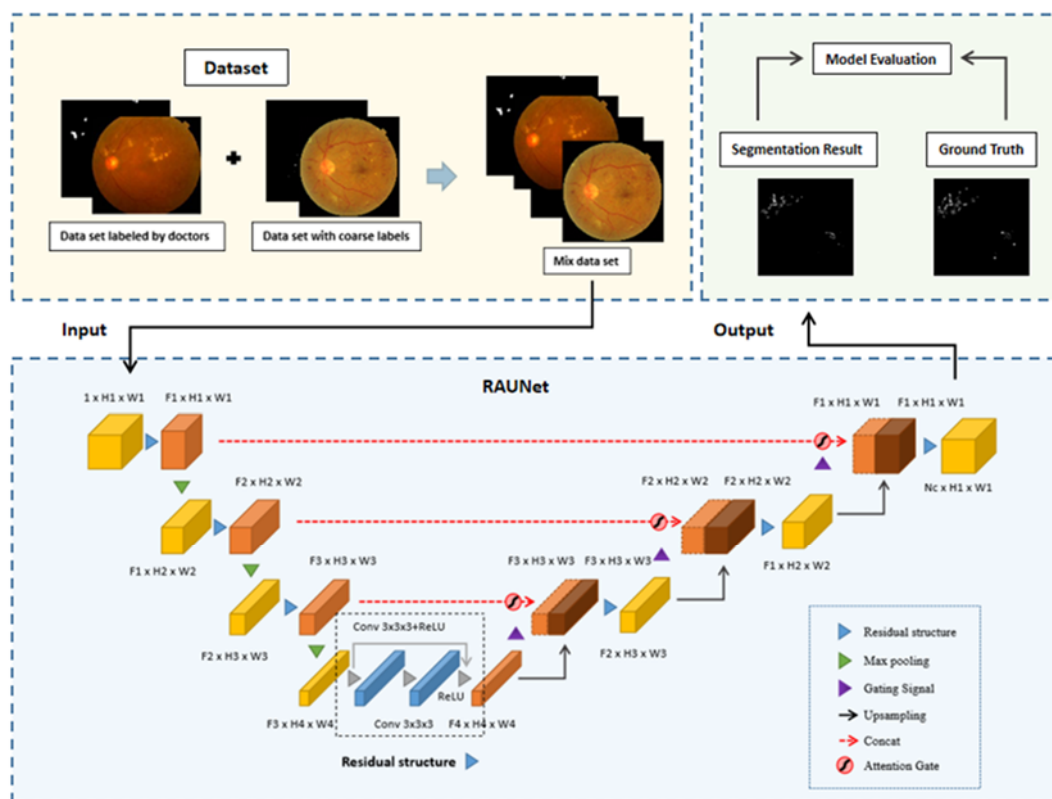 Dataset
Data set labeled by doctors
Data set with coarse labels
Mix data set
Model Evaluation
Segmentation Result
Ground Truth
Input
Output
RAUNet
1 x H1 x W1
F1 x H1 x W1
F1 x H1 x W1
F1 x H1 x W1
Nc x H1 x W1
F2 x H2 x W2
F1 x H2 x W2
F2 x H2 x W2
F2 x H2 x W2
F1 x H2 x W2
F3 x H3 x W3
F2 x H3 x W3
F3 x H3 x W3
F3 x H3 x W3
F2 x H3 x W3
Conv 3x3x3+ReLU
ReLU
F3 x H4 x W4
Conv 3x3x3
F4 x H4 x W4
Residual structure
Residual structure
Max pooling
Gating Signal
Upsampling
Concat
Attention Gate